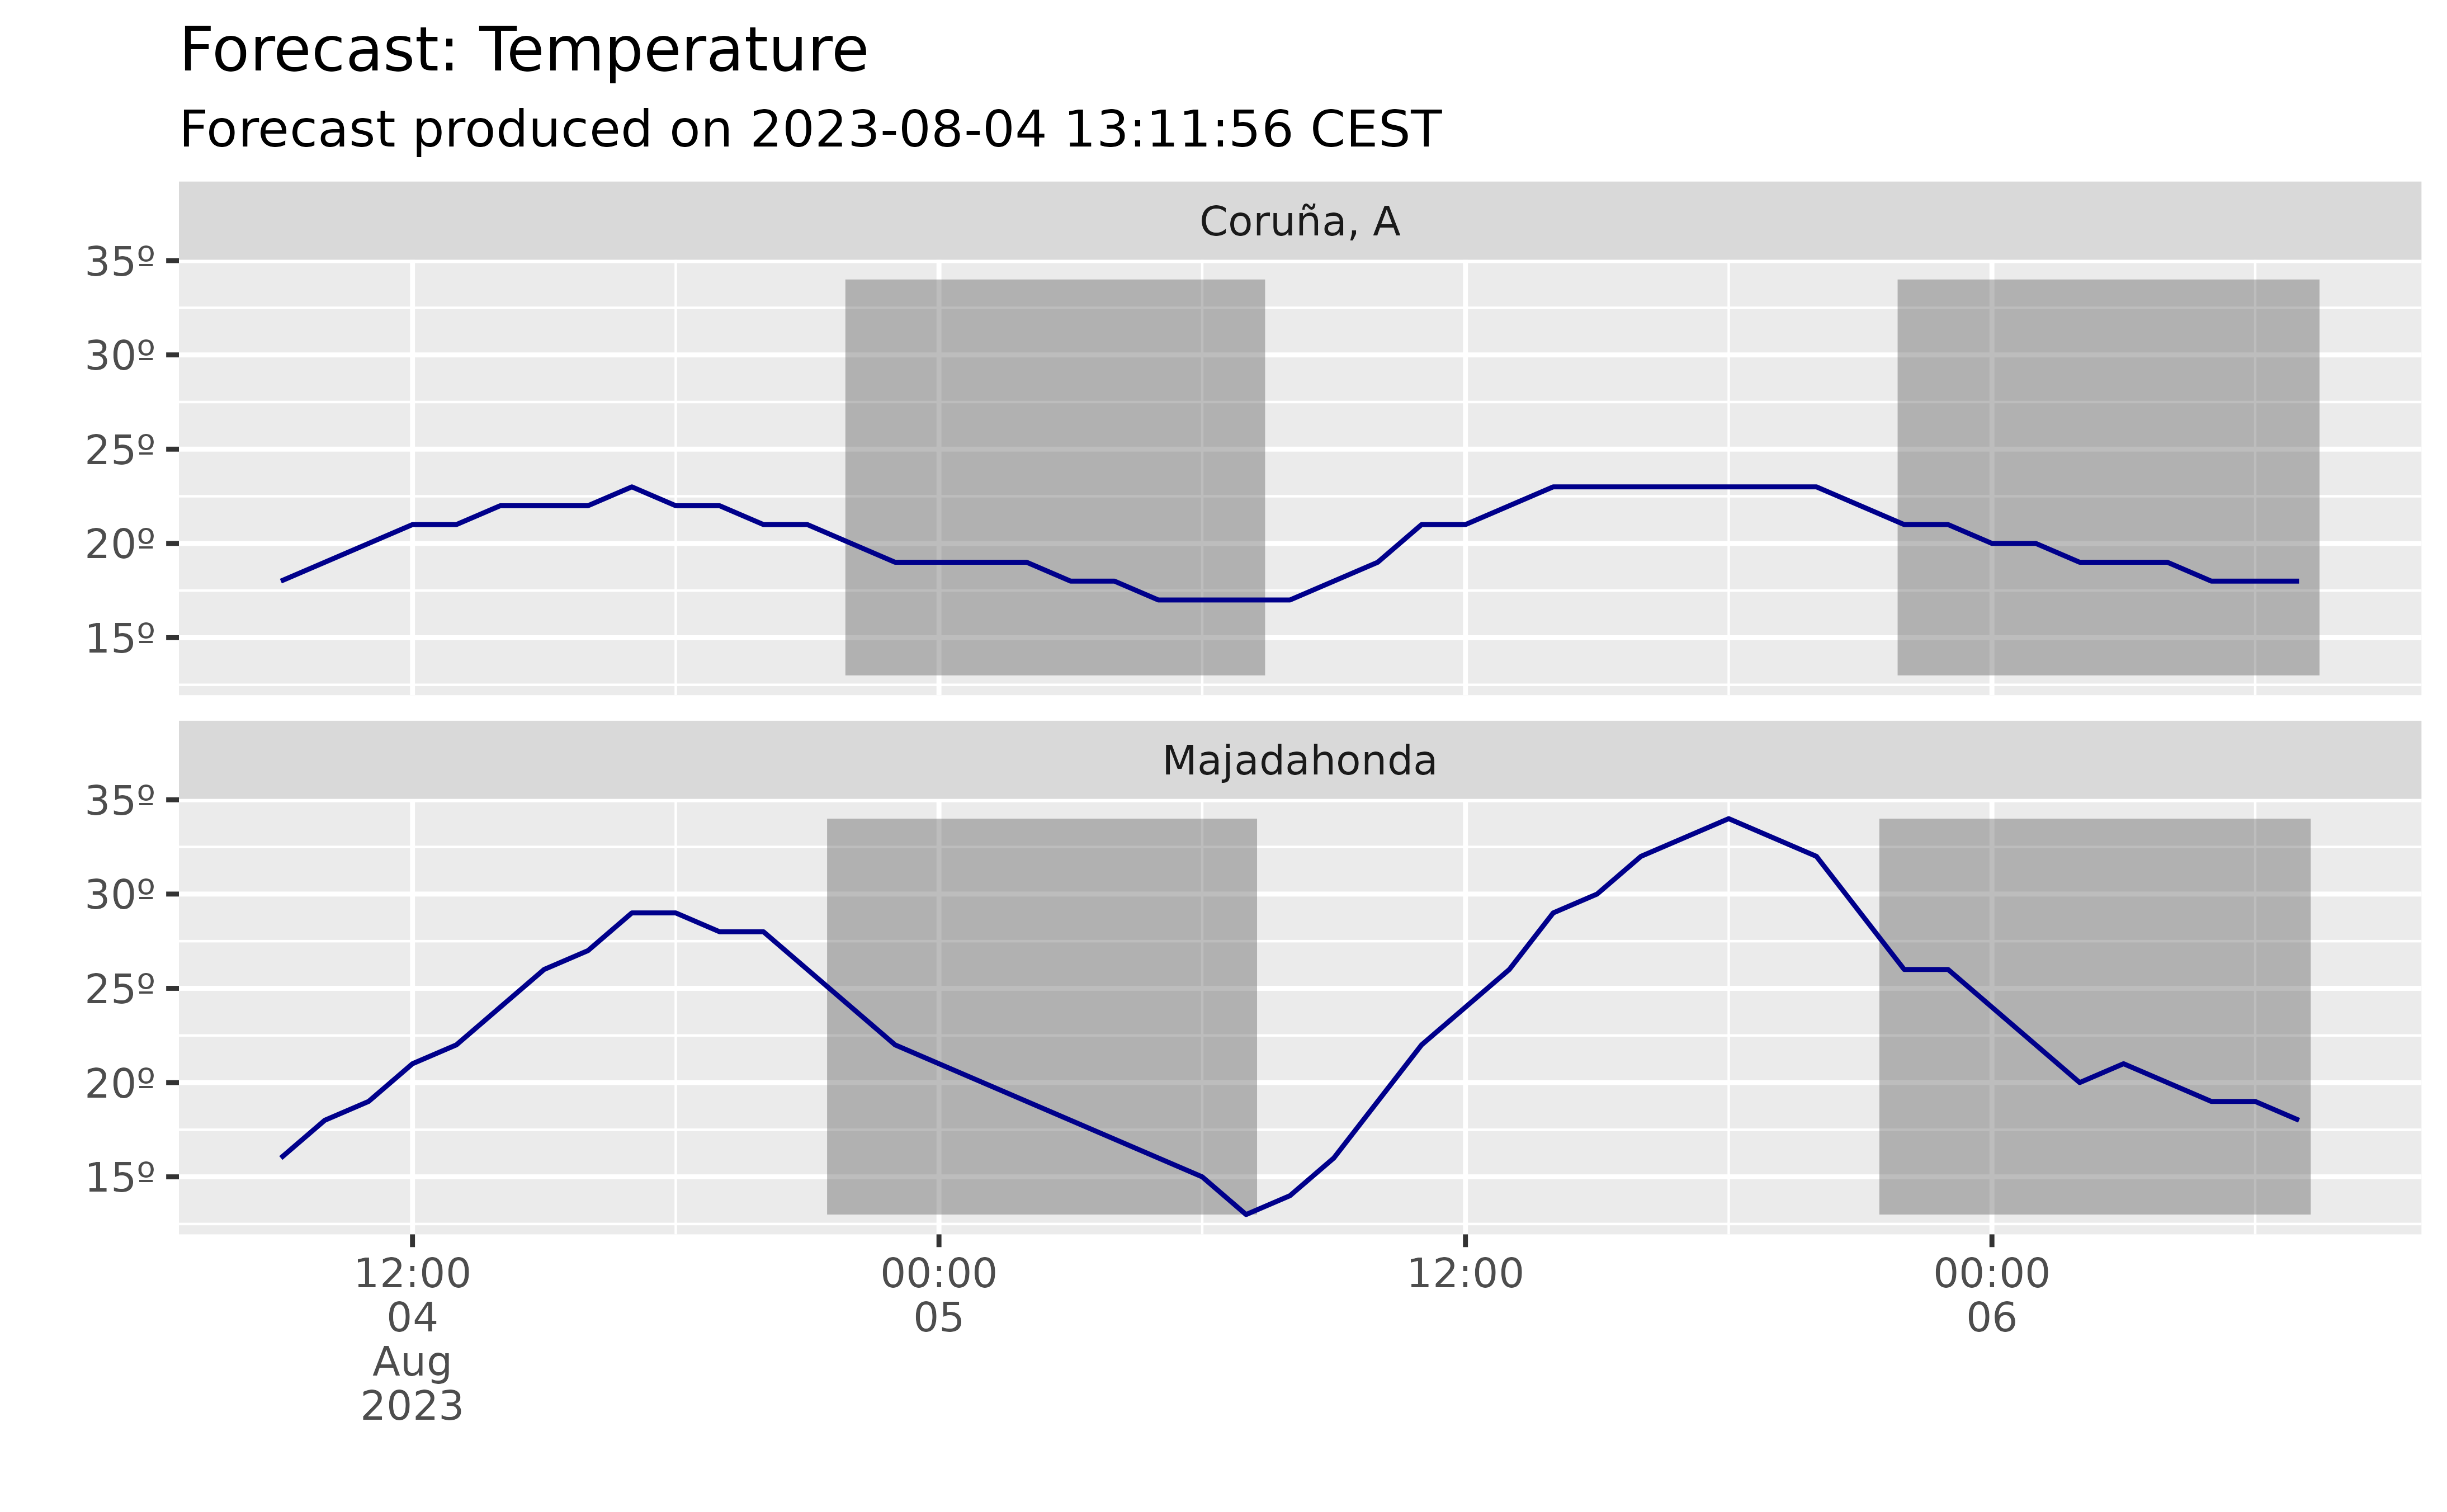 Forecast: Temperature
Forecast produced on 2023-08-04 13:11:56 CEST
Coruña, A
35º
30º
25º
20º
15º
Majadahonda
35º
30º
25º
20º
15º
12:00 00:00 12:00 00:00
04 05 06
Aug
2023